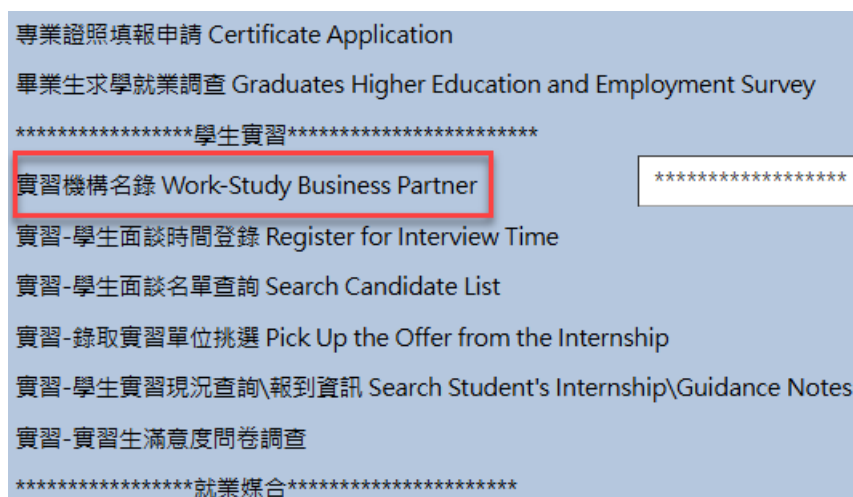 專業證照填報申請 Certificate Application
畢業生求學就業調查 Graduates Higher Education and Employment Survey
*****************學生實習************************
實習機構名錄 Work-Study Business Partner
******************
實習-學生面談時間登錄 Register for Interview Time
實習-學生面談名單查詢 Search Candidate List
實習-錄取實習單位挑選 Pick Up the Offer from the Internship
實習-學生實習現況查詢\報到資訊 Search Student's Internship\Guidance Notes
實習-實習生滿意度問卷調查
*****************就業媒合**********************